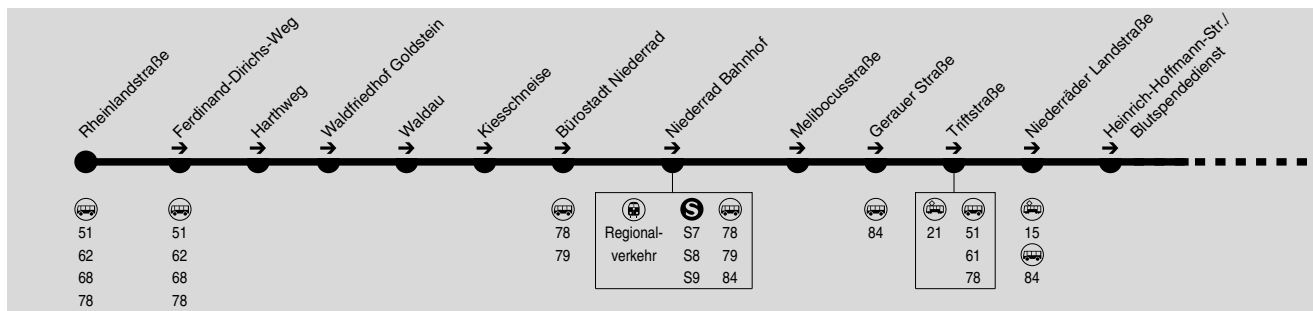 Rheinlandstraße
Ferdinand-Dirichs-Weg
Harthweg
Waldfriedhof Goldstein
Waldau
Kiesschneise
Bürostadt Niederrad
Niederrad Bahnhof
Melibocusstraße
Gerauer Straße
Triftstraße
Niederräder Landstraße
Heinrich-Hoffmann-Str./
Blutspendedienst
51
62
68
78
51
62
68
78
78
79
Regional-
verkehr
S
S7
S8
S9
78
79
84
84
21
51
61
78
15
84